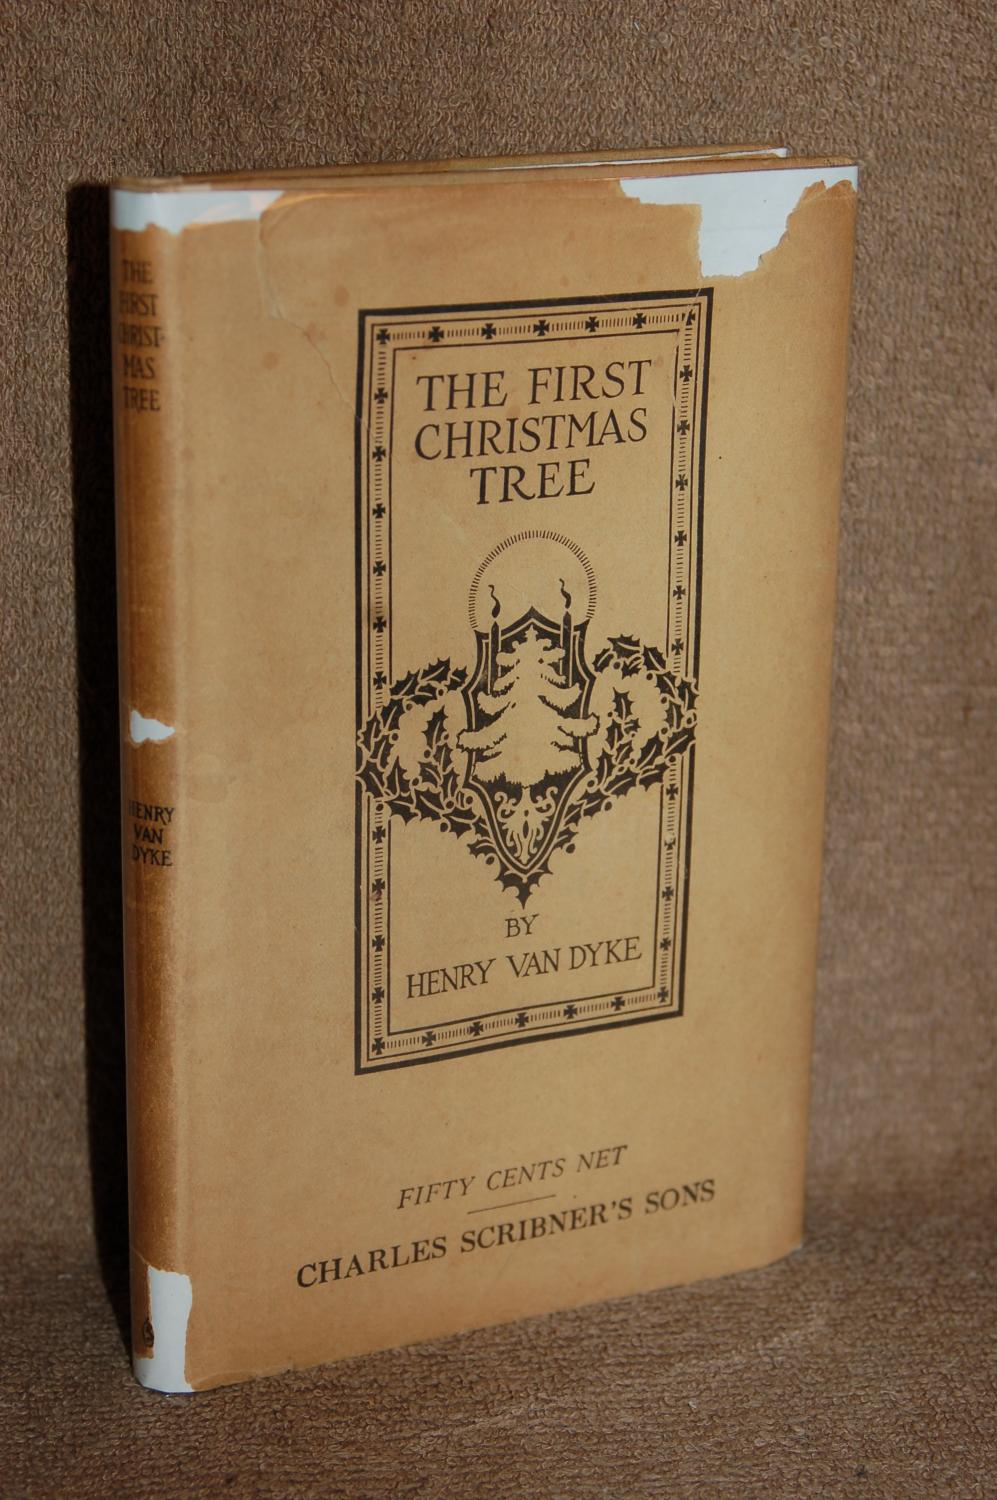 THE
FIRST
CHRIST-
MAS
TREE
HENRY
VAN
DYKE
THE FIRST
CHRISTMAS
TREE
BY
HENRY VAN DYKE
FIFTY CENTS NET
CHARLES SCRIBNER'S SONS